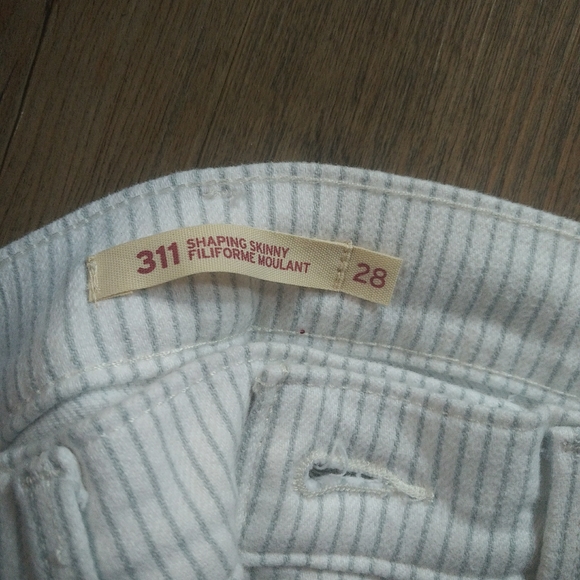 311 SHAPING SKINNY
FILIFORME MOULANT
28